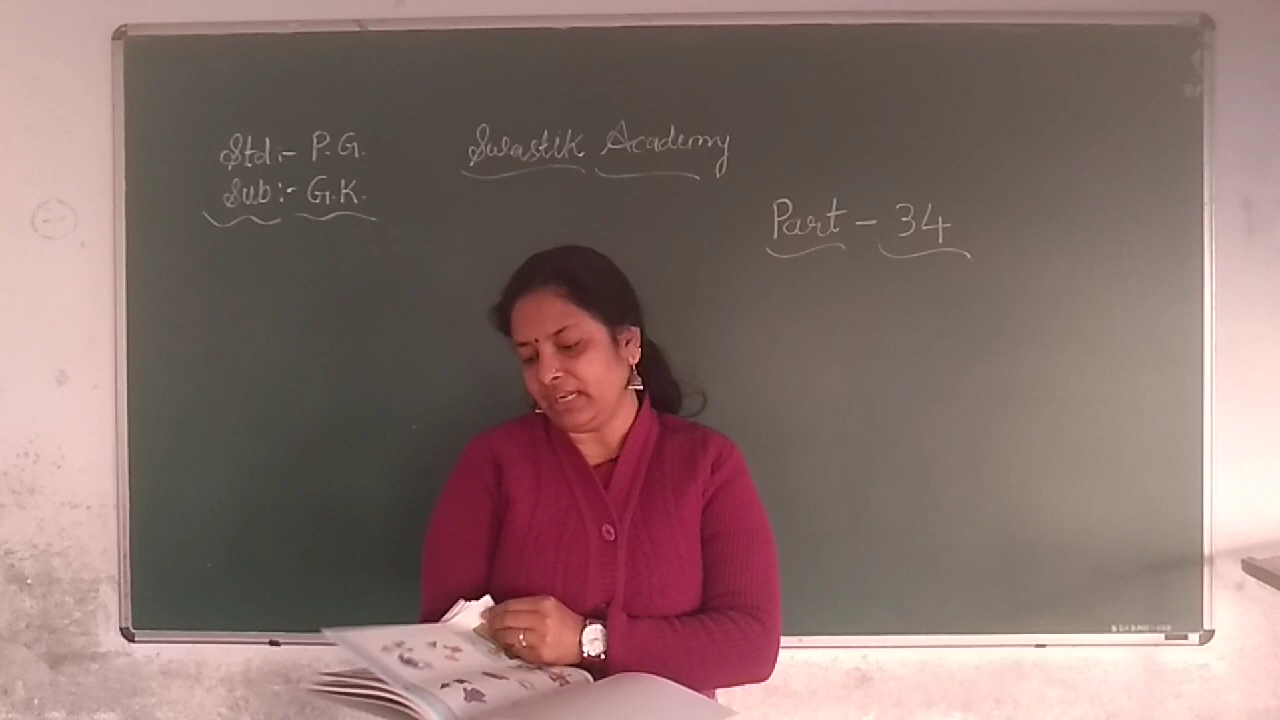 Std:- P.G.
Sub:- G.K.
Swastik Academy
Part - 34